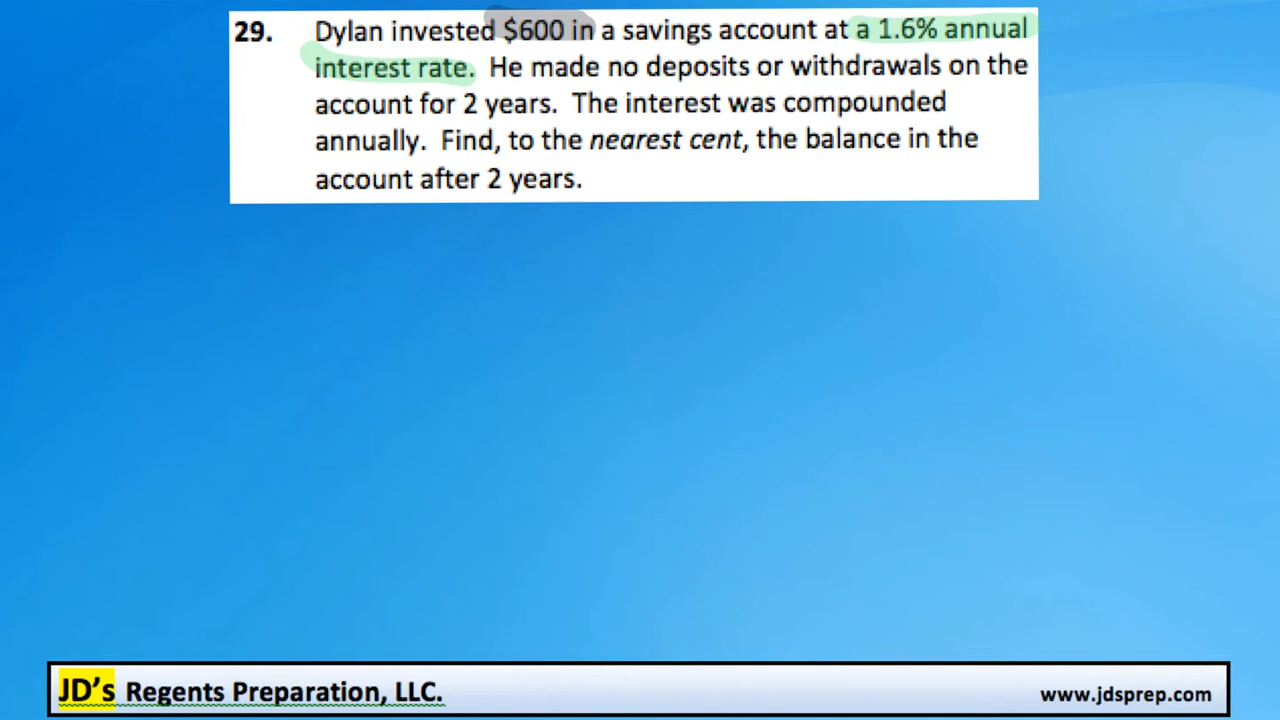 29. Dylan invested $600 in a savings account at a 1.6% annual
interest rate. He made no deposits or withdrawals on the
account for 2 years. The interest was compounded
annually. Find, to the nearest cent, the balance in the
account after 2 years.
JD’s Regents Preparation, LLC.
www.jdsprep.com